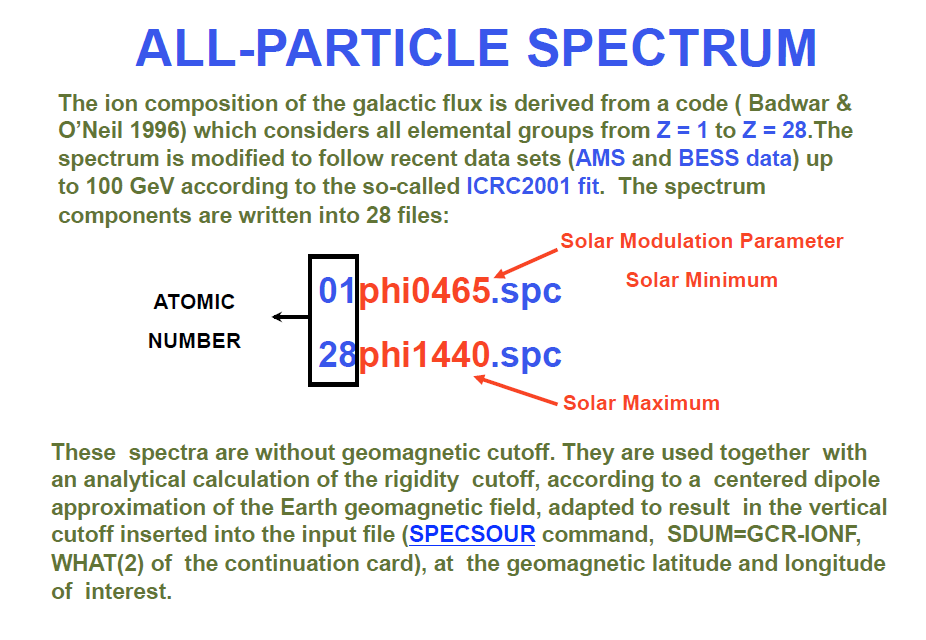 ALL-PARTICLE SPECTRUM
The ion composition of the galactic flux is derived from a code ( Badwar &
O’Neil 1996) which considers all elemental groups from Z = 1 to Z = 28.The
spectrum is modified to follow recent data sets (AMS and BESS data) up
to 100 GeV according to the so-called ICRC2001 fit.  The spectrum
components are written into 28 files:
Solar Modulation Parameter
Solar Minimum
01phi0465.spc
ATOMIC
NUMBER
28phi1440.spc
Solar Maximum
These  spectra are without geomagnetic cutoff. They are used together  with
an analytical calculation of the rigidity  cutoff, according to a  centered dipole
approximation of the Earth geomagnetic field, adapted to result  in the vertical
cutoff inserted into the input file (SPECSOUR command,  SDUM=GCR-IONF,
WHAT(2) of  the continuation card), at  the geomagnetic latitude and longitude
of  interest.